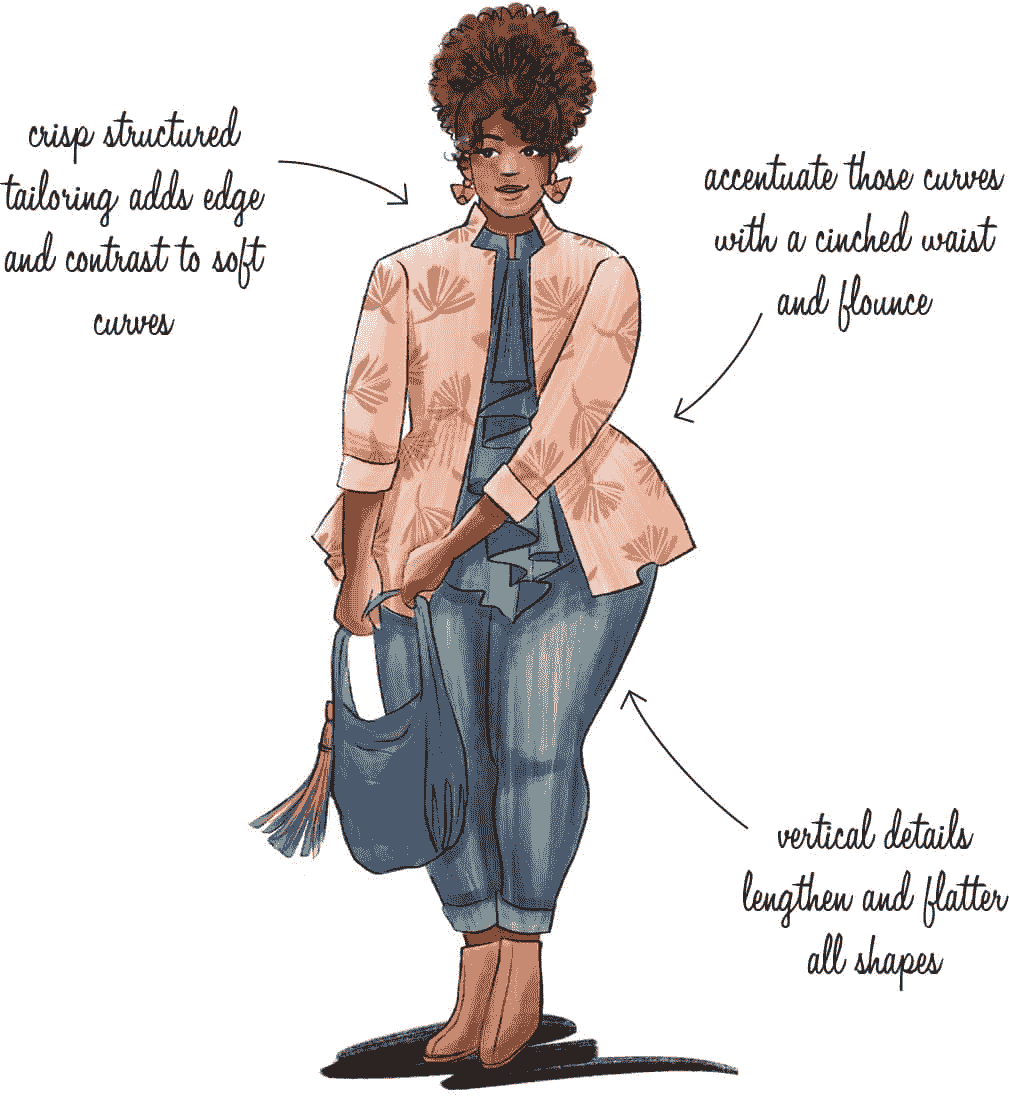 crisp structured
tailoring adds edge
and contrast to soft
curves
accentuate those curves
with a cinched waist
and flounce
vertical details
lengthen and flatter
all shapes